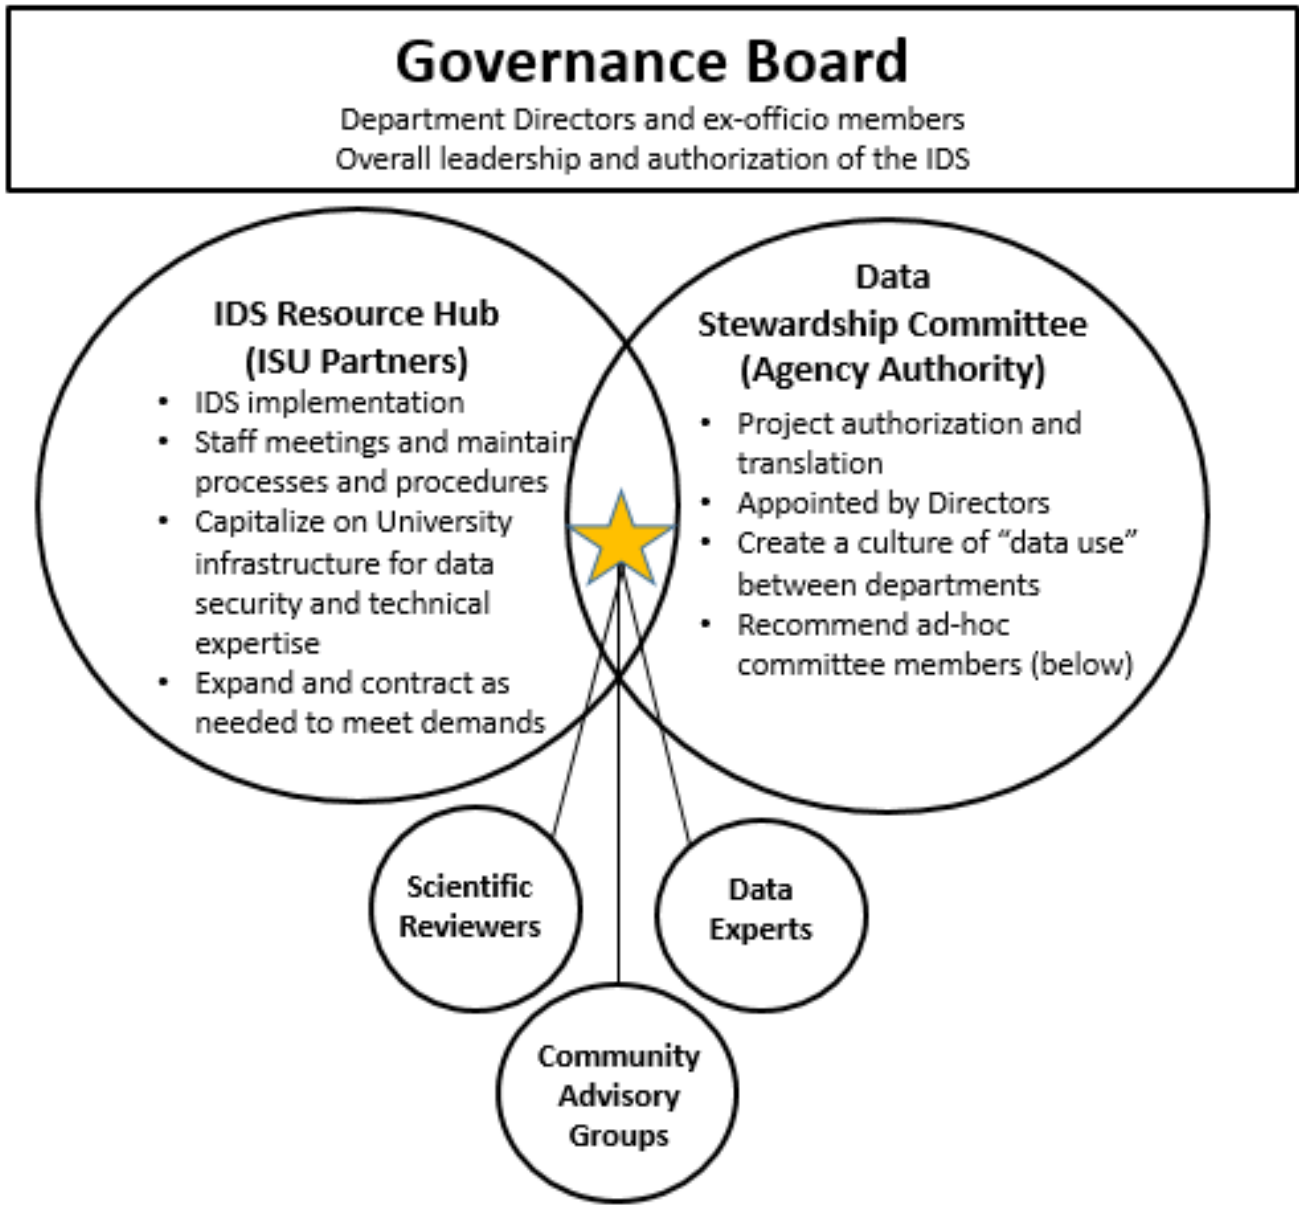 Governance Board
Department Directors and ex-officio members
Overall leadership and authorization of the IDS
IDS Resource Hub
(ISU Partners)
• IDS implementation
• Staff meetings and maintain
processes and procedures
• Capitalize on University
infrastructure for data
security and technical
expertise
• Expand and contract as
needed to meet demands
Data
Stewardship Committee
(Agency Authority)
• Project authorization and
translation
• Appointed by Directors
• Create a culture of “data use”
between departments
• Recommend ad-hoc
committee members (below)
Scientific
Reviewers
Data
Experts
Community
Advisory
Groups